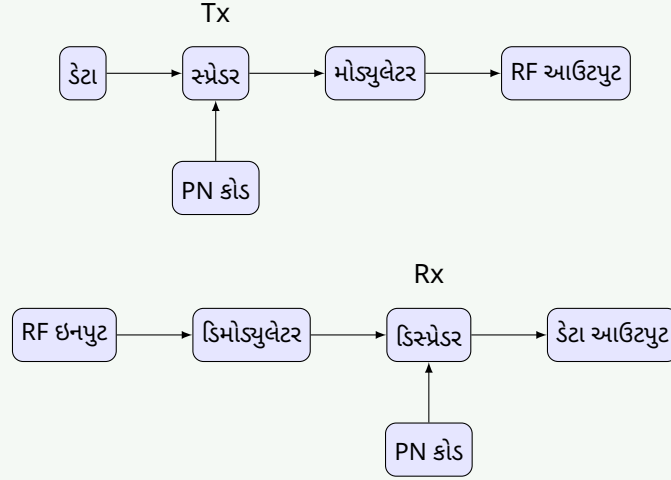 Tx
ડેટા
સ્પ્રેડર
મોડ્યુલેટર
RF આઉટપુટ
PN કોડ
Rx
RF ઇનપુટ
ડિમોડ્યુલેટર
ડિસ્પ્રેડર
ડેટા આઉટપુટ
PN કોડ